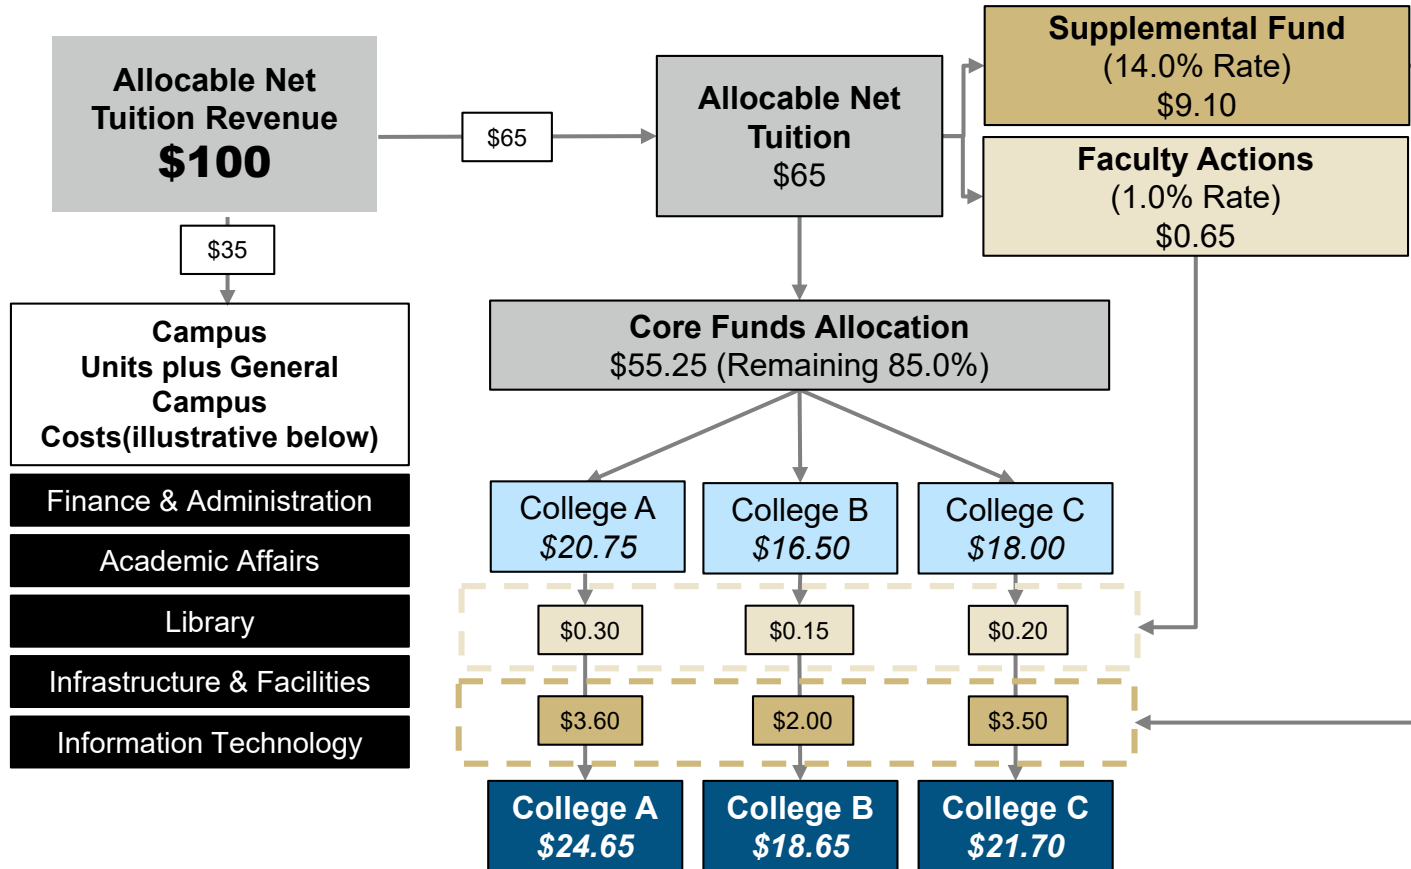 Allocable Net
Tuition Revenue
$100
$65
Allocable Net
Tuition
$65
Supplemental Fund
(14.0% Rate)
$9.10
Faculty Actions
(1.0% Rate)
$0.65
$35
Campus
Units plus General
Campus
Costs(illustrative below)
Finance & Administration
Academic Affairs
Library
Infrastructure & Facilities
Information Technology
Core Funds Allocation
$55.25 (Remaining 85.0%)
College A
$20.75
College B
$16.50
College C
$18.00
$0.30
$0.15
$0.20
$3.60
$2.00
$3.50
College A
$24.65
College B
$18.65
College C
$21.70